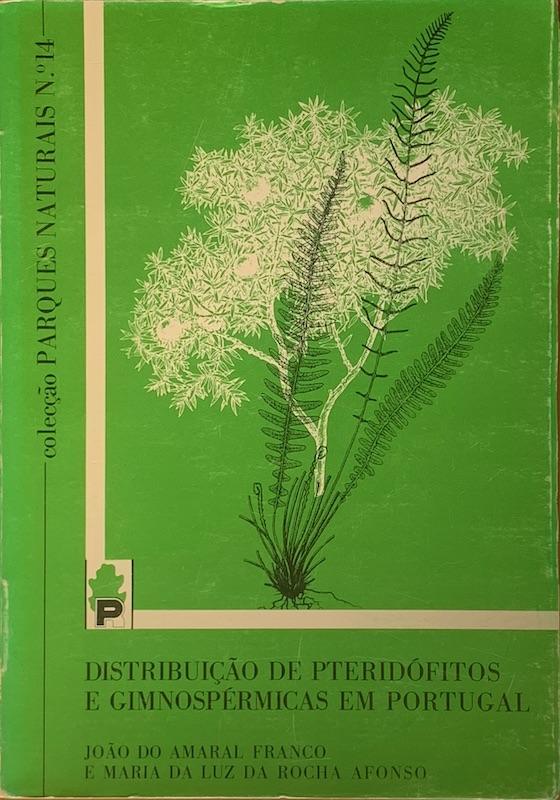 colecção PARQUES NATURAIS N.º 14
P
DISTRIBUIÇÃO DE PTERIDÓFITOS
E GIMNOSPÉRMICAS EM PORTUGAL
JOÃO DO AMARAL FRANCO
E MARIA DA LUZ DA ROCHA AFONSO